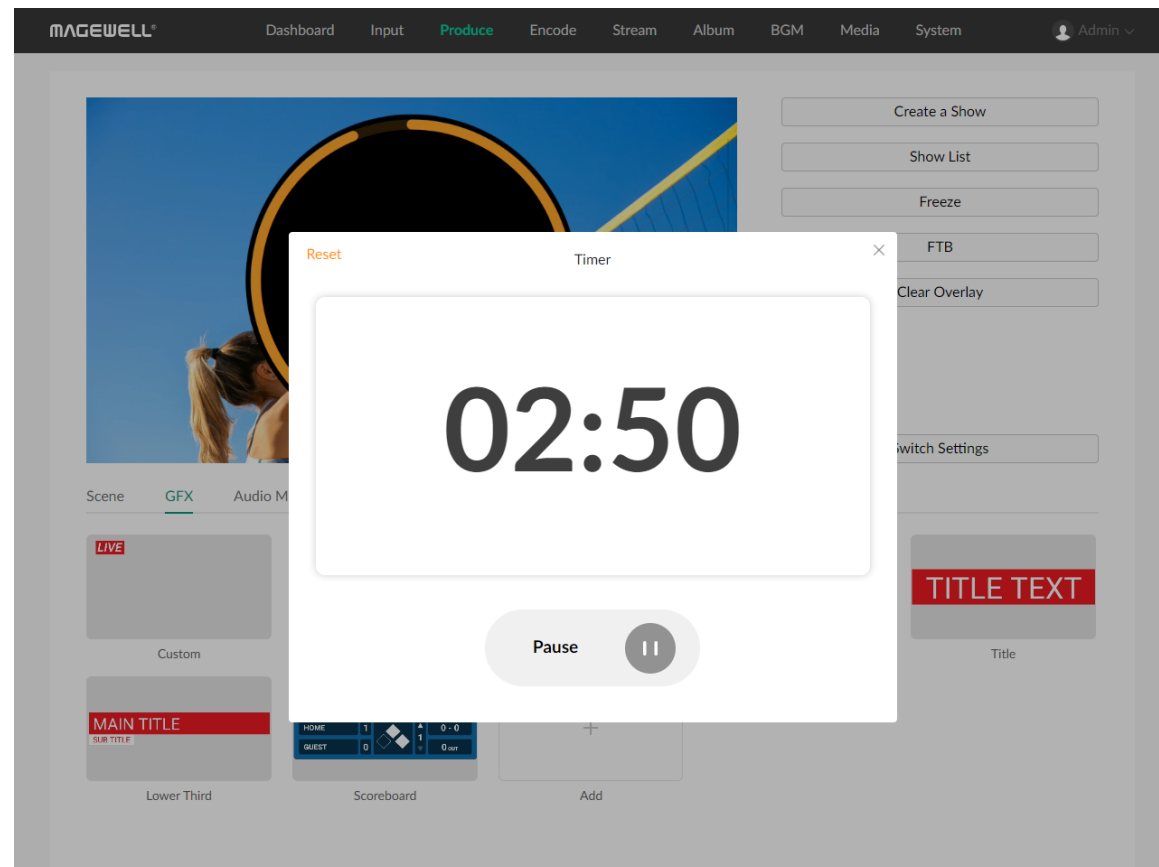 MAGEWELL®
Dashboard Input Produce Encode Stream Album BGM Media System Admin
Create a Show
Show List
Freeze
FTB
Clear Overlay
Reset
Timer
02:50
Pause
Switch Settings
Scene GFX Audio M
LIVE
Custom
TITLE TEXT
Title
MAIN TITLE
SUB TITLE
Lower Third
HOME 1 1 0 - 0
GUEST 0 0 OUT
Scoreboard
Add